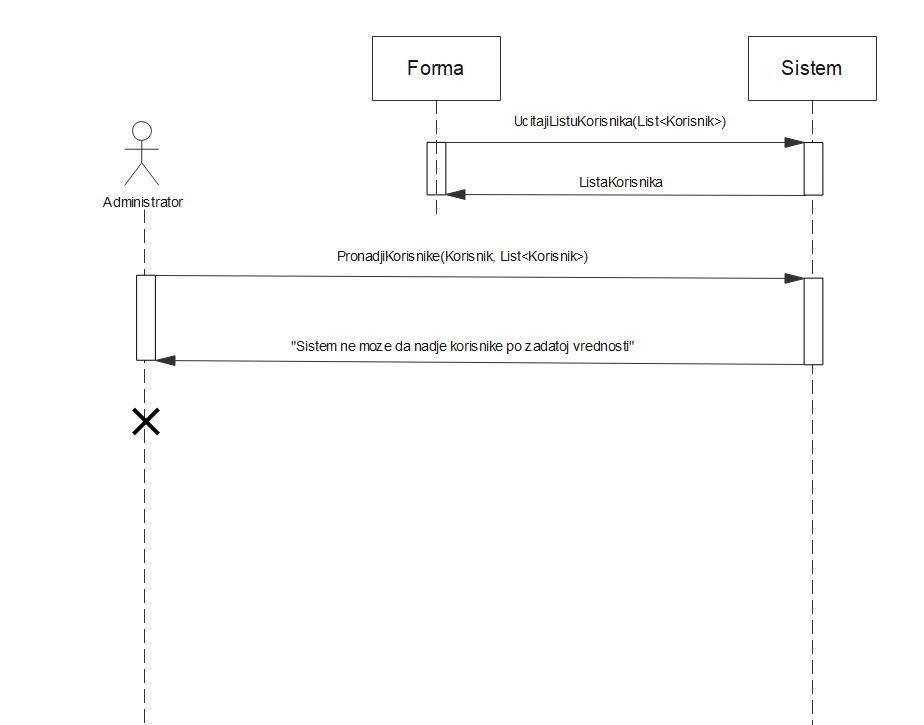 Forma
Sistem
UcitajiListuKorisnika(List<Korisnik>)
ListaKorisnika
Administrator
PronadjiKorisnike(Korisnik, List<Korisnik>)
"Sistem ne moze da nadje korisnike po zadatoj vrednosti"